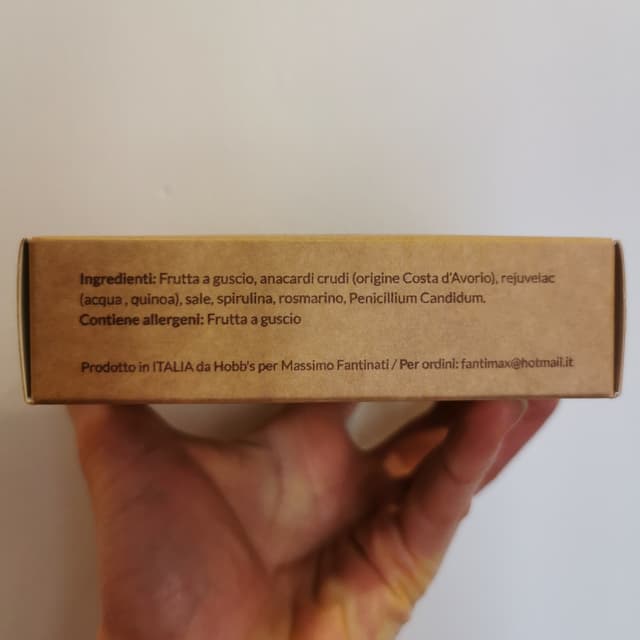 Ingredienti: Frutta a guscio, anacardi crudi (origine Costa d'Avorio), rejuvelac
(acqua , quinoa), sale, spirulina, rosmarino, Penicillium Candidum.
Contiene allergeni: Frutta a guscio
Prodotto in ITALIA da Hobb's per Massimo Fantinati / Per ordini: fantimax@hotmail.it